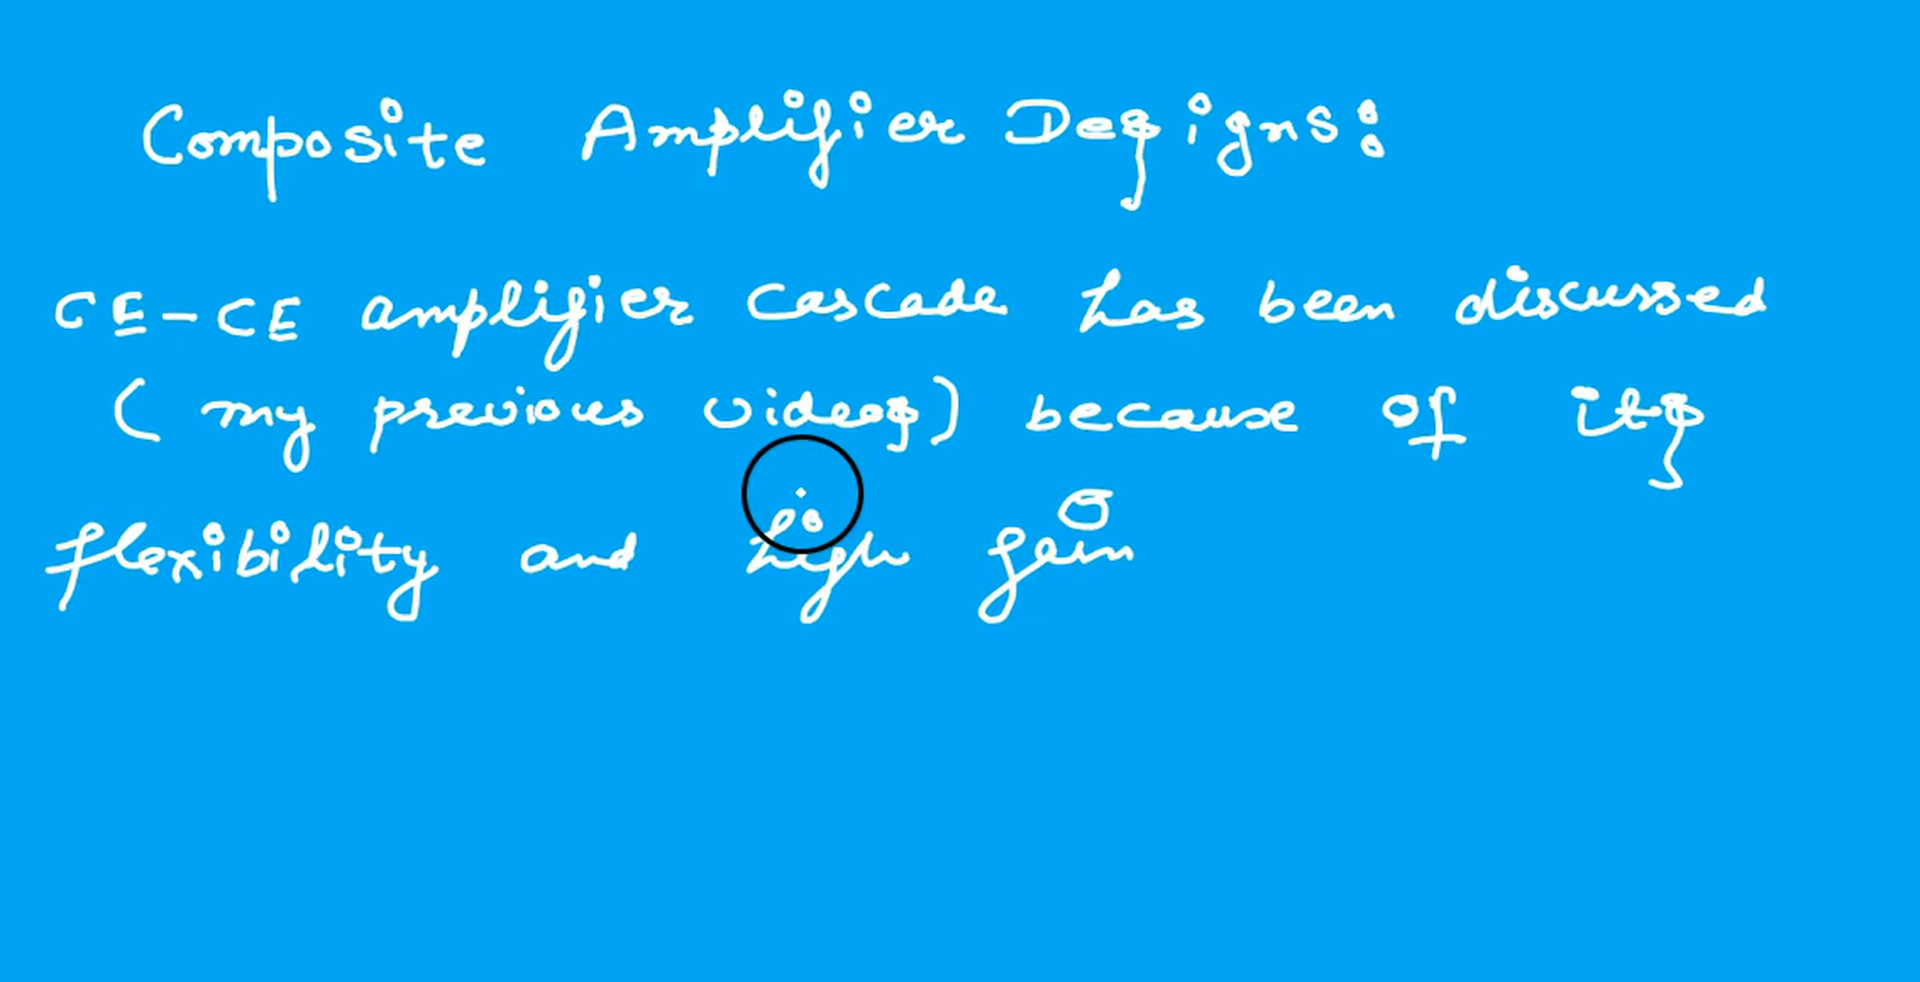 Composite Amplifier Designs:
CE-CE amplifier cascade has been discussed
(my previous videos) because of its
flexibility and high gain